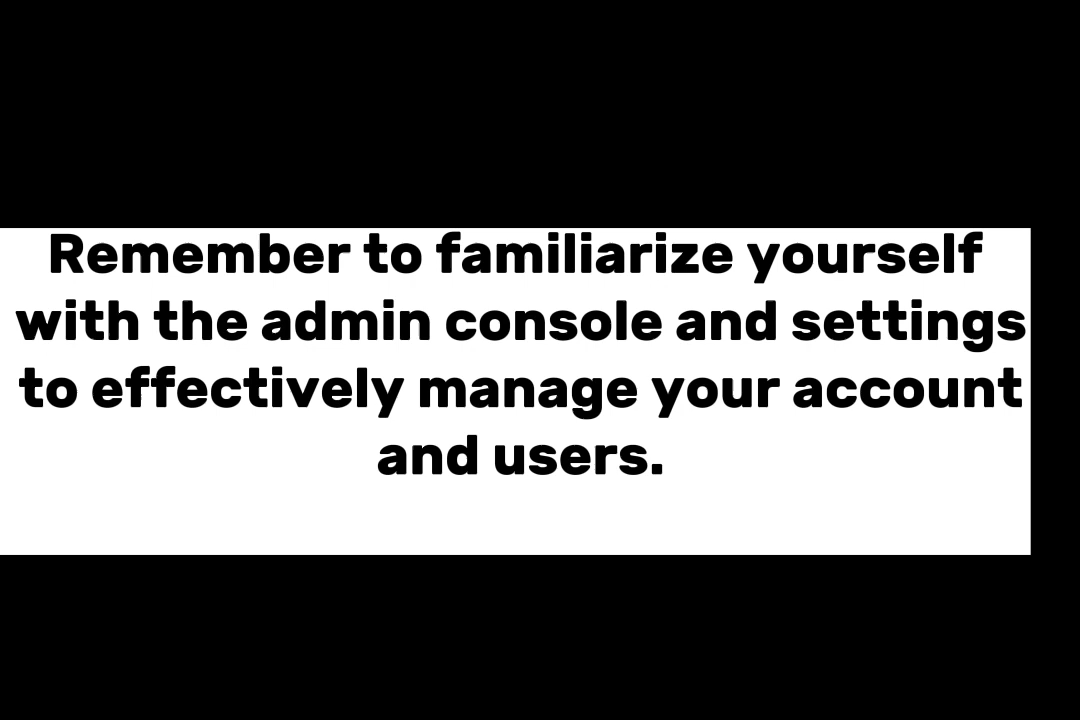 Remember to familiarize yourself
with the admin console and settings
to effectively manage your account
and users.